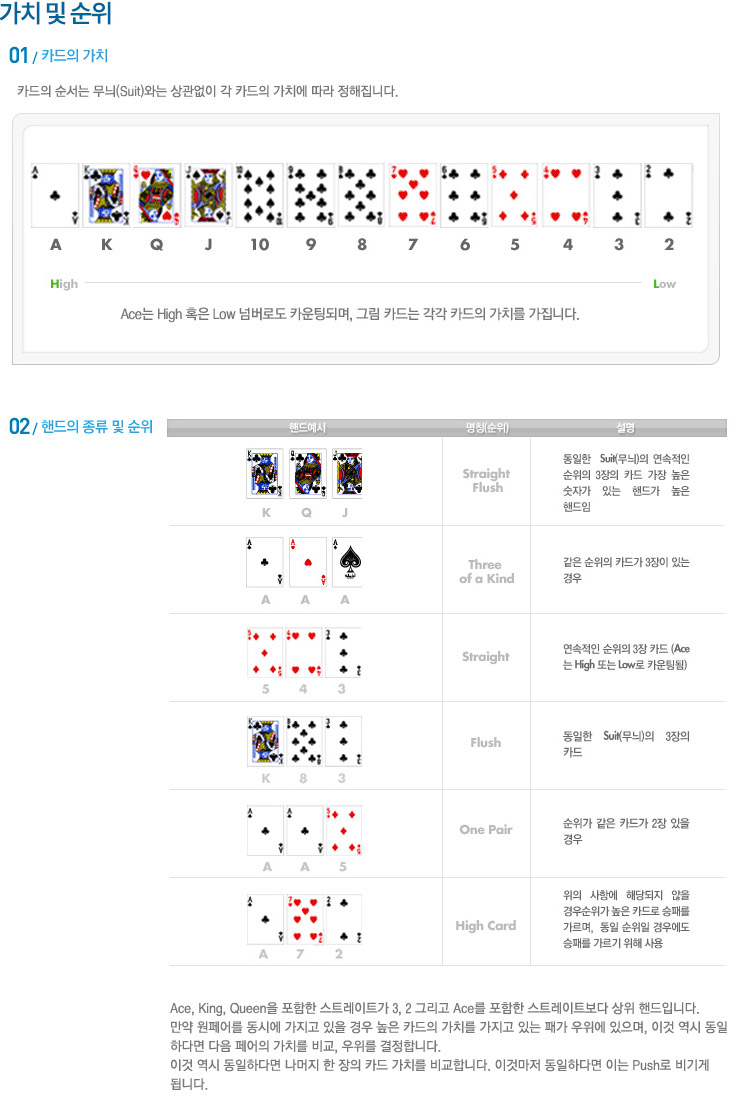 가치 및 순위
01 / 카드의 가치
카드의 순서는 무늬(Suit)와는 상관없이 각 카드의 가치에 따라 정해집니다.
A K Q J 10 9 8 7 6 5 4 3 2
High Low
Ace는 High 혹은 Low 넘버로도 카운팅되며, 그림 카드는 각각 카드의 가치를 가집니다.
02 / 핸드의 종류 및 순위
핸드예시 명칭(순위) 설명
K Q J
Straight
Flush
동일한 Suit(무늬)의 연속적인
순위의 3장의 카드 가장 높은
숫자가 있는 핸드가 높은
핸드임
A A A
Three
of a Kind
같은 순위의 카드가 3장이 있는
경우
5 4 3
Straight
연속적인 순위의 3장 카드 (Ace
는 High 또는 Low로 카운팅됨)
K 8 3
Flush
동일한 Suit(무늬)의 3장의
카드
A A 5
One Pair
순위가 같은 카드가 2장 있을
경우
A 7 2
High Card
위의 사항에 해당되지 않을
경우순위가 높은 카드로 승패를
가르며, 동일 순위일 경우에도
승패를 가르기 위해 사용
Ace, King, Queen을 포함한 스트레이트가 3, 2 그리고 Ace를 포함한 스트레이트보다 상위 핸드입니다.
만약 원페어를 동시에 가지고 있을 경우 높은 카드의 가치를 가지고 있는 패가 우위에 있으며, 이것 역시 동일
하다면 다음 페어의 가치를 비교, 우위를 결정합니다.
이것 역시 동일하다면 나머지 한 장의 카드 가치를 비교합니다. 이것마저 동일하다면 이는 Push로 비기게
됩니다.